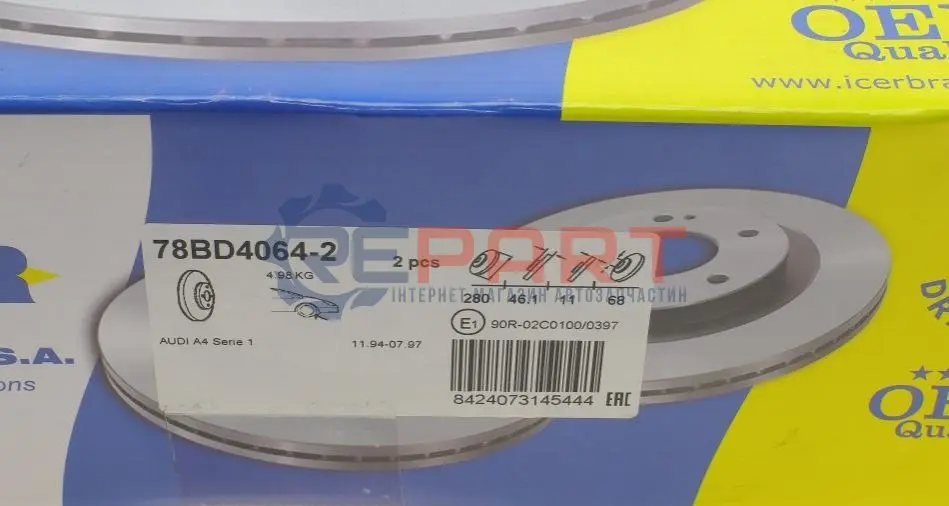 OE
Qual
www.icerbra
78BD4064-2
2 pcs
4.98 KG
280 46.1 11 68
REPART
ІНТЕРНЕТ-МАГАЗИН АВТОЗАПЧАСТИН
E1 90R-02C0100/0397
AUDI A4 Serie 1
11.94-07.97
8424073145444 EAC
R
S.A.
ons
DR
OE
Qua